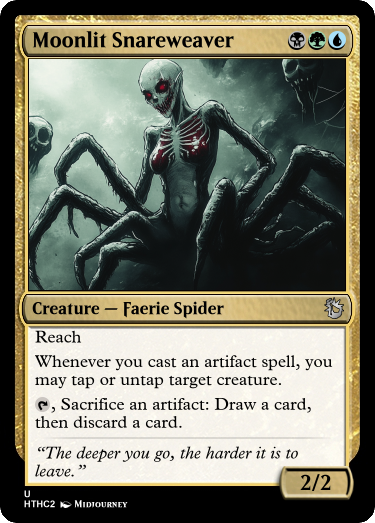 Moonlit Snareweaver
Creature — Faerie Spider
Reach
Whenever you cast an artifact spell, you
may tap or untap target creature.
, Sacrifice an artifact: Draw a card,
then discard a card.
“The deeper you go, the harder it is to
leave.”
2/2
U
HTHC2 Midjourney